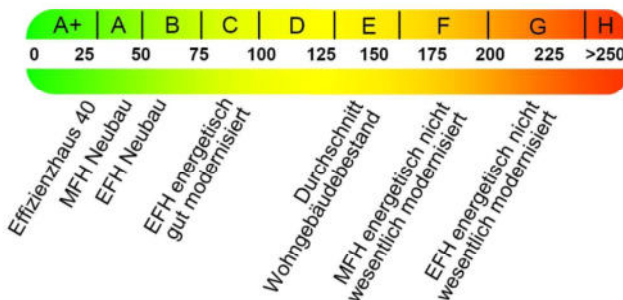 A+ A B C D E F G H
0 25 50 75 100 125 150 175 200 225 >250
Effizienzhaus 40
MFH Neubau
EFH Neubau
EFH energetisch
gut modernisiert
Durchschnitt
Wohngebäudebestand
MFH energetisch nicht
wesentlich modernisiert
EFH energetisch nicht
wesentlich modernisiert